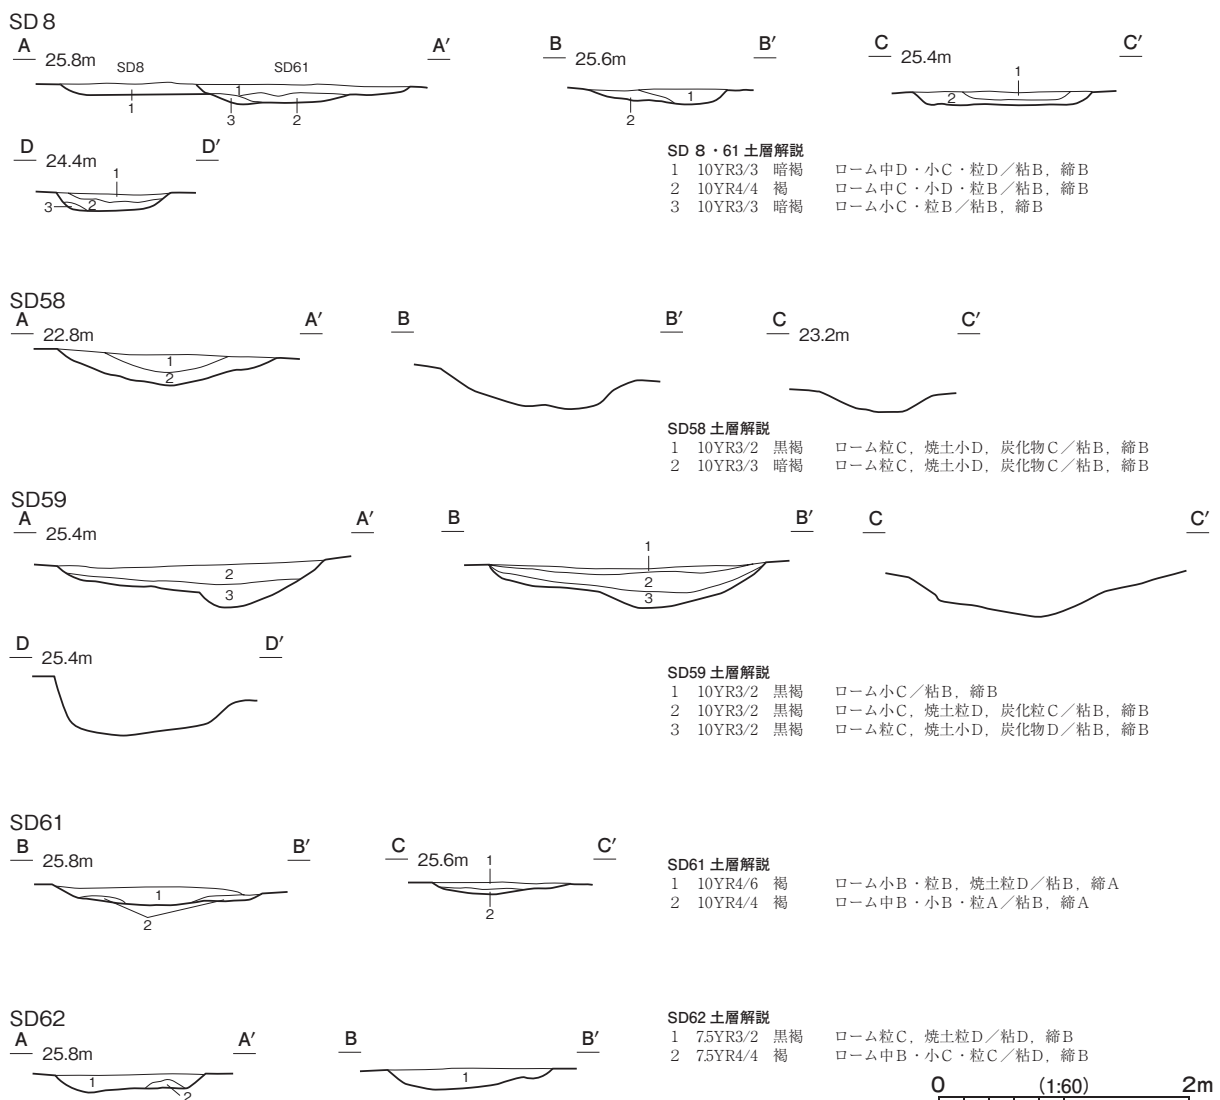 SD 8
A 25.8m A′ B 25.6m B′ C 25.4m C′
SD8 SD61
1
1
1 3 2
1
2
2
D 24.4m D′
1
3 2
SD 8・61 土層解説
1 10YR3/3 暗褐 ローム中D・小C・粒D／粘B，締B
2 10YR4/4 褐 ローム中C・小D・粒B／粘B，締B
3 10YR3/3 暗褐 ローム小C・粒B／粘B，締B
SD58
A 22.8m A′ B B′ C 23.2m C′
1
2
SD58 土層解説
1 10YR3/2 黒褐 ローム粒C，焼土小D，炭化物C／粘B，締B
2 10YR3/3 暗褐 ローム粒C，焼土小D，炭化物C／粘B，締B
SD59
A 25.4m A′ B B′ C C′
2
3
1
2
3
D 25.4m D′
SD59 土層解説
1 10YR3/2 黒褐 ローム小C／粘B，締B
2 10YR3/2 黒褐 ローム小C，焼土粒D，炭化粒C／粘B，締B
3 10YR3/2 黒褐 ローム粒C，焼土小D，炭化物D／粘B，締B
SD61
B 25.8m B′ C 25.6m C′
1
2
1
2
SD61 土層解説
1 10YR4/6 褐 ローム小B・粒B，焼土粒D／粘B，締A
2 10YR4/4 褐 ローム中B・小B・粒A／粘B，締A
SD62
A 25.8m A′ B B′
1
2
1
SD62 土層解説
1 7.5YR3/2 黒褐 ローム粒C，焼土粒D／粘D，締B
2 7.5YR4/4 褐 ローム中B・小C・粒C／粘D，締B
0 (1:60) 2m